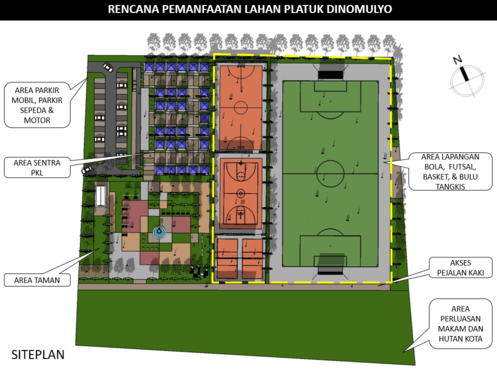 RENCANA PEMANFAATAN LAHAN PLATUK DINOMULYO
N
AREA PARKIR
MOBIL, PARKIR
SEPEDA &
MOTOR
AREA SENTRA
PKL
AREA LAPANGAN
BOLA, FUTSAL,
BASKET, & BULU
TANGKIS
AREA TAMAN
AKSES
PEJALAN KAKI
AREA
PERLUASAN
MAKAM DAN
HUTAN KOTA
SITEPLAN